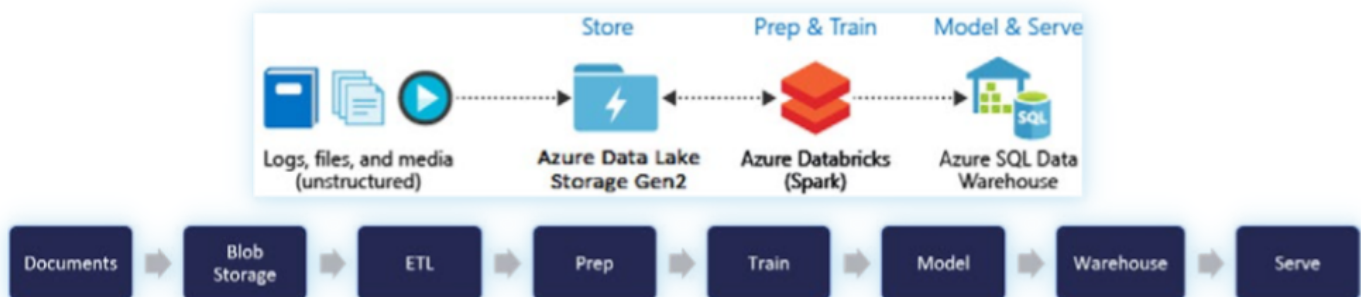 Store
Prep & Train
Model & Serve
SQL
Logs, files, and media
(unstructured)
Azure Data Lake
Storage Gen2
Azure Databricks
(Spark)
Azure SQL Data
Warehouse
Documents
Blob
Storage
ETL
Prep
Train
Model
Warehouse
Serve